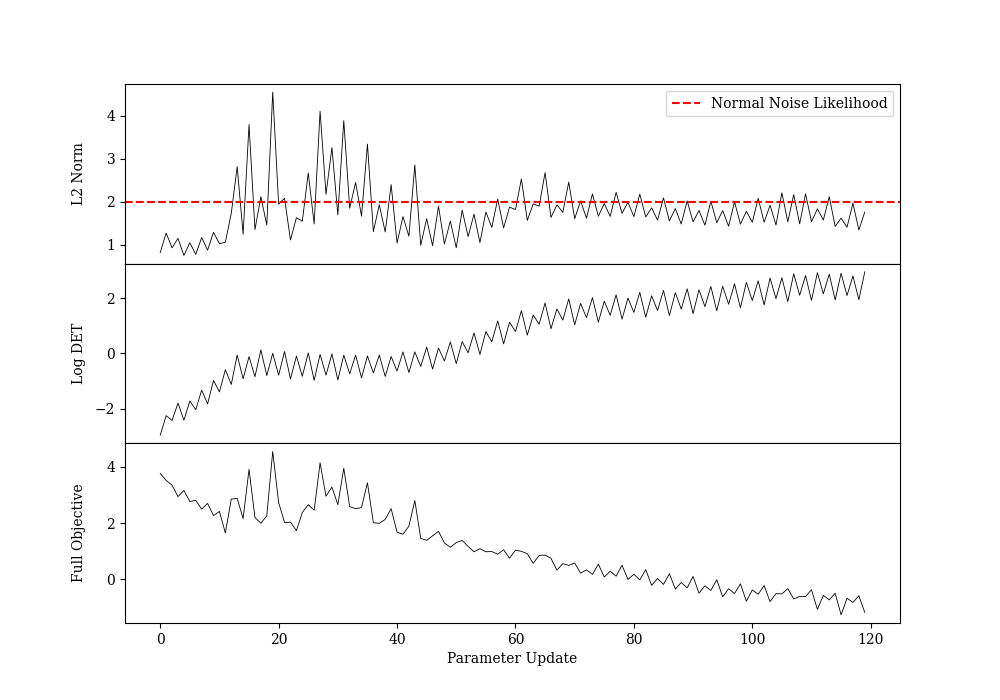 Normal Noise Likelihood
L2 Norm
4
3
2
1
Log DET
2
0
−2
Full Objective
4
2
0
0 20 40 60 80 100 120
Parameter Update